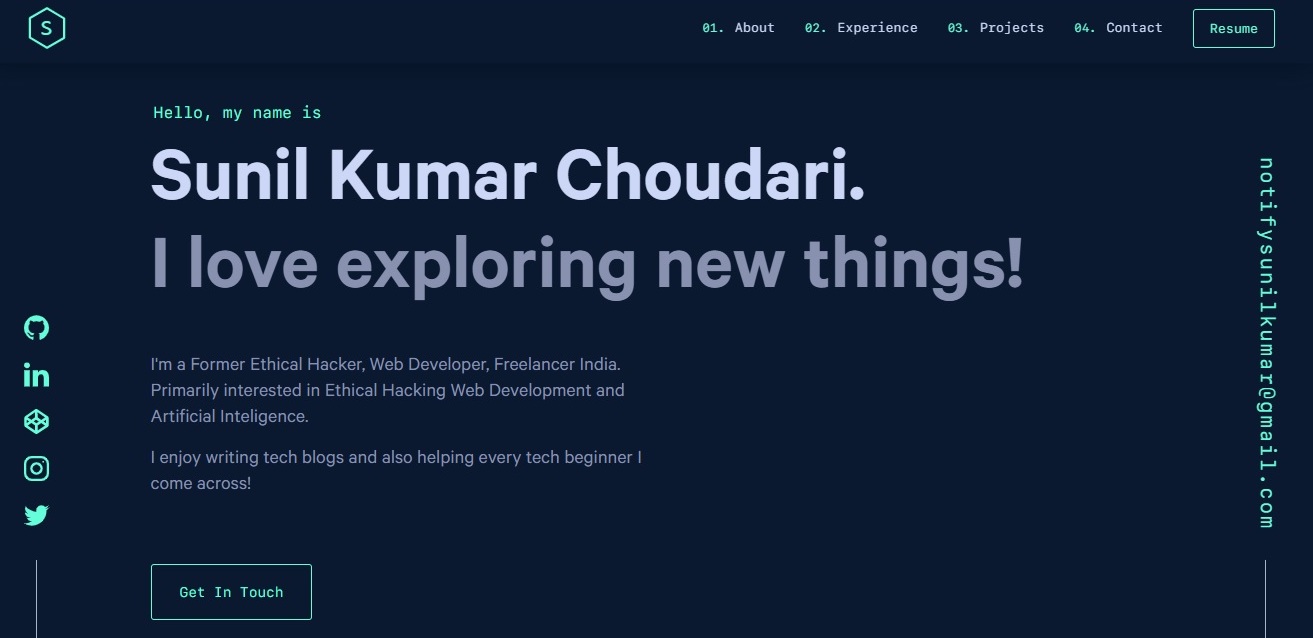 S
01. About 02. Experience 03. Projects 04. Contact Resume
Hello, my name is
Sunil Kumar Choudari.
I love exploring new things!
I'm a Former Ethical Hacker, Web Developer, Freelancer India.
Primarily interested in Ethical Hacking Web Development and
Artificial Inteligence.
I enjoy writing tech blogs and also helping every tech beginner I
come across!
Get In Touch
in
notifysunilkumar@gmail.com